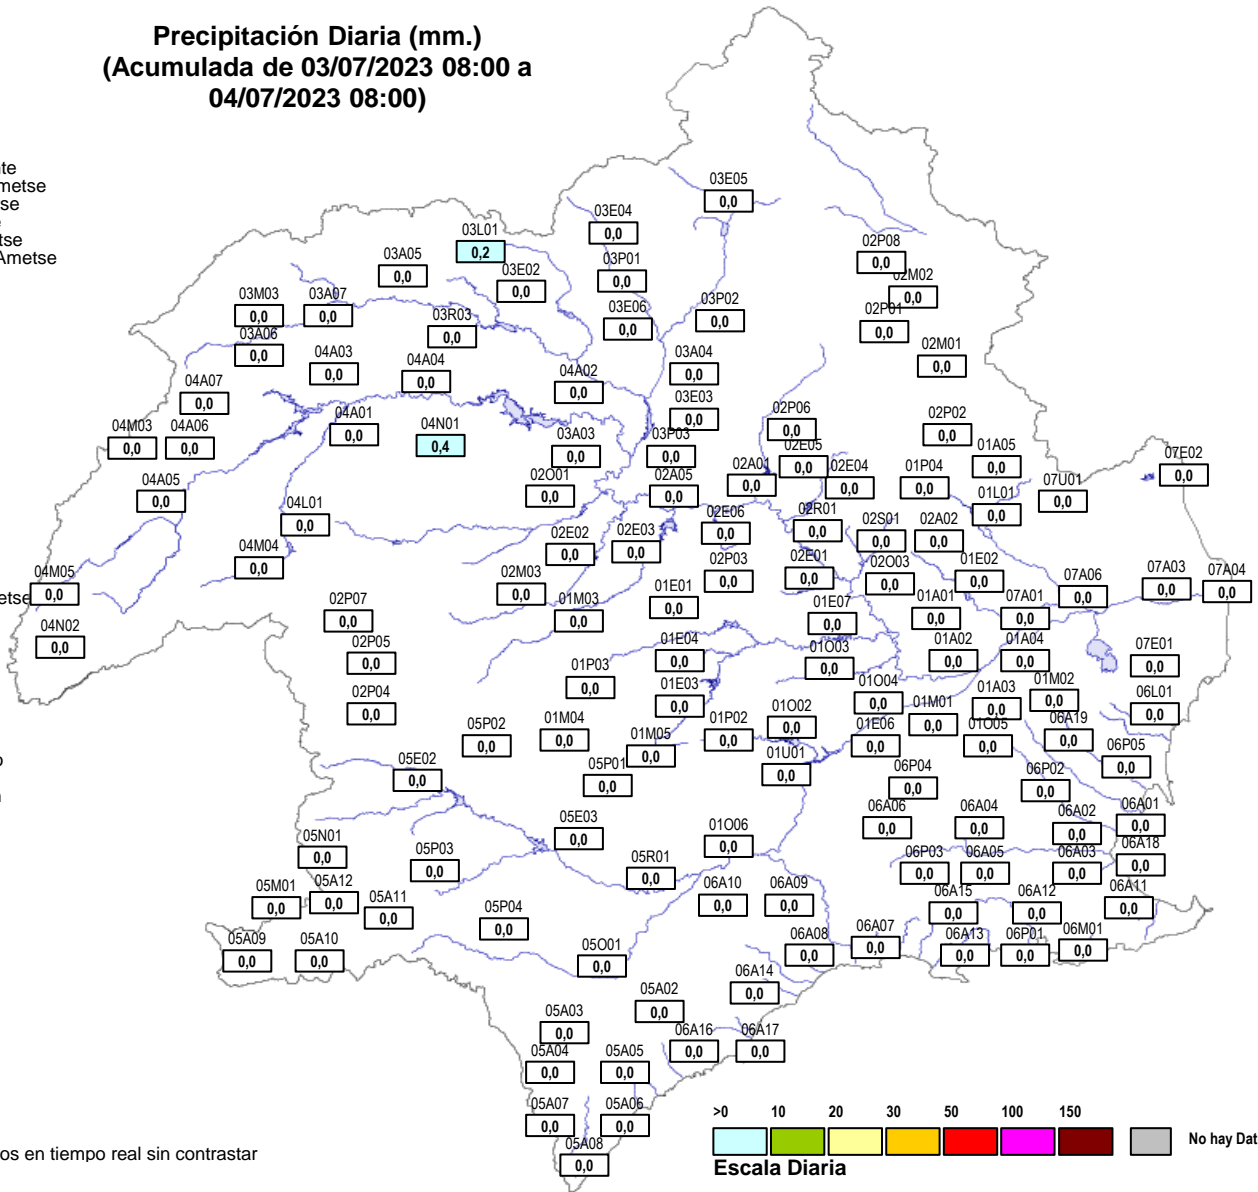 Precipitación Diaria (mm.)
(Acumulada de 03/07/2023 08:00 a
04/07/2023 08:00)
te
metse
se
tse
Ametse
03E05
0,0
03E04
0,0
03L01
0,2
03A05
0,0
03E02
0,0
03P01
0,0
02P08
0,0
02M02
0,0
03M03
0,0
03A07
0,0
03R03
0,0
03E06
0,0
03P02
0,0
02P01
0,0
03A06
0,0
04A03
0,0
04A04
0,0
04A02
0,0
03A04
0,0
02M01
0,0
04A07
0,0
03E03
0,0
04M03
0,0
04A06
0,0
04A01
0,0
04N01
0,4
03A03
0,0
03P03
0,0
02P06
0,0
02P02
0,0
02E05
0,0
01A05
0,0
07E02
0,0
04A05
0,0
02O01
0,0
02A05
0,0
02A01
0,0
02E04
0,0
01P04
0,0
07U01
0,0
01L01
0,0
04L01
0,0
02E06
0,0
02R01
0,0
02S01
0,0
02A02
0,0
02E02
0,0
02E03
0,0
04M04
0,0
02P03
0,0
02E01
0,0
02O03
0,0
01E02
0,0
04M05
0,0
etse
02M03
0,0
07A06
0,0
07A03
0,0
07A04
0,0
02P07
0,0
01M03
0,0
01E01
0,0
01E07
0,0
01A01
0,0
07A01
0,0
04N02
0,0
02P05
0,0
01E04
0,0
01O03
0,0
01A02
0,0
01A04
0,0
07E01
0,0
01P03
0,0
01E03
0,0
01O04
0,0
01A03
0,0
01M02
0,0
06L01
0,0
02P04
0,0
05P02
0,0
01M04
0,0
01M05
0,0
01P02
0,0
01O02
0,0
01E06
0,0
01M01
0,0
01O05
0,0
06A19
0,0
06P05
0,0
05E02
0,0
05P01
0,0
01U01
0,0
06P04
0,0
06P02
0,0
05E03
0,0
01O06
0,0
06A06
0,0
06A04
0,0
06A02
0,0
06A01
0,0
05N01
0,0
05P03
0,0
05R01
0,0
06P03
0,0
06A05
0,0
06A03
0,0
06A18
0,0
05M01
0,0
05A12
0,0
05A11
0,0
06A10
0,0
06A09
0,0
06A15
0,0
06A12
0,0
06A11
0,0
05P04
0,0
05A09
0,0
05A10
0,0
05O01
0,0
06A08
0,0
06A07
0,0
06A13
0,0
06P01
0,0
06M01
0,0
06A14
0,0
05A02
0,0
05A03
0,0
06A16
0,0
06A17
0,0
05A04
0,0
05A05
0,0
05A07
0,0
05A06
0,0
05A08
0,0
>0 10 20 30 50 100 150
No hay Dat
Escala Diaria
os en tiempo real sin contrastar